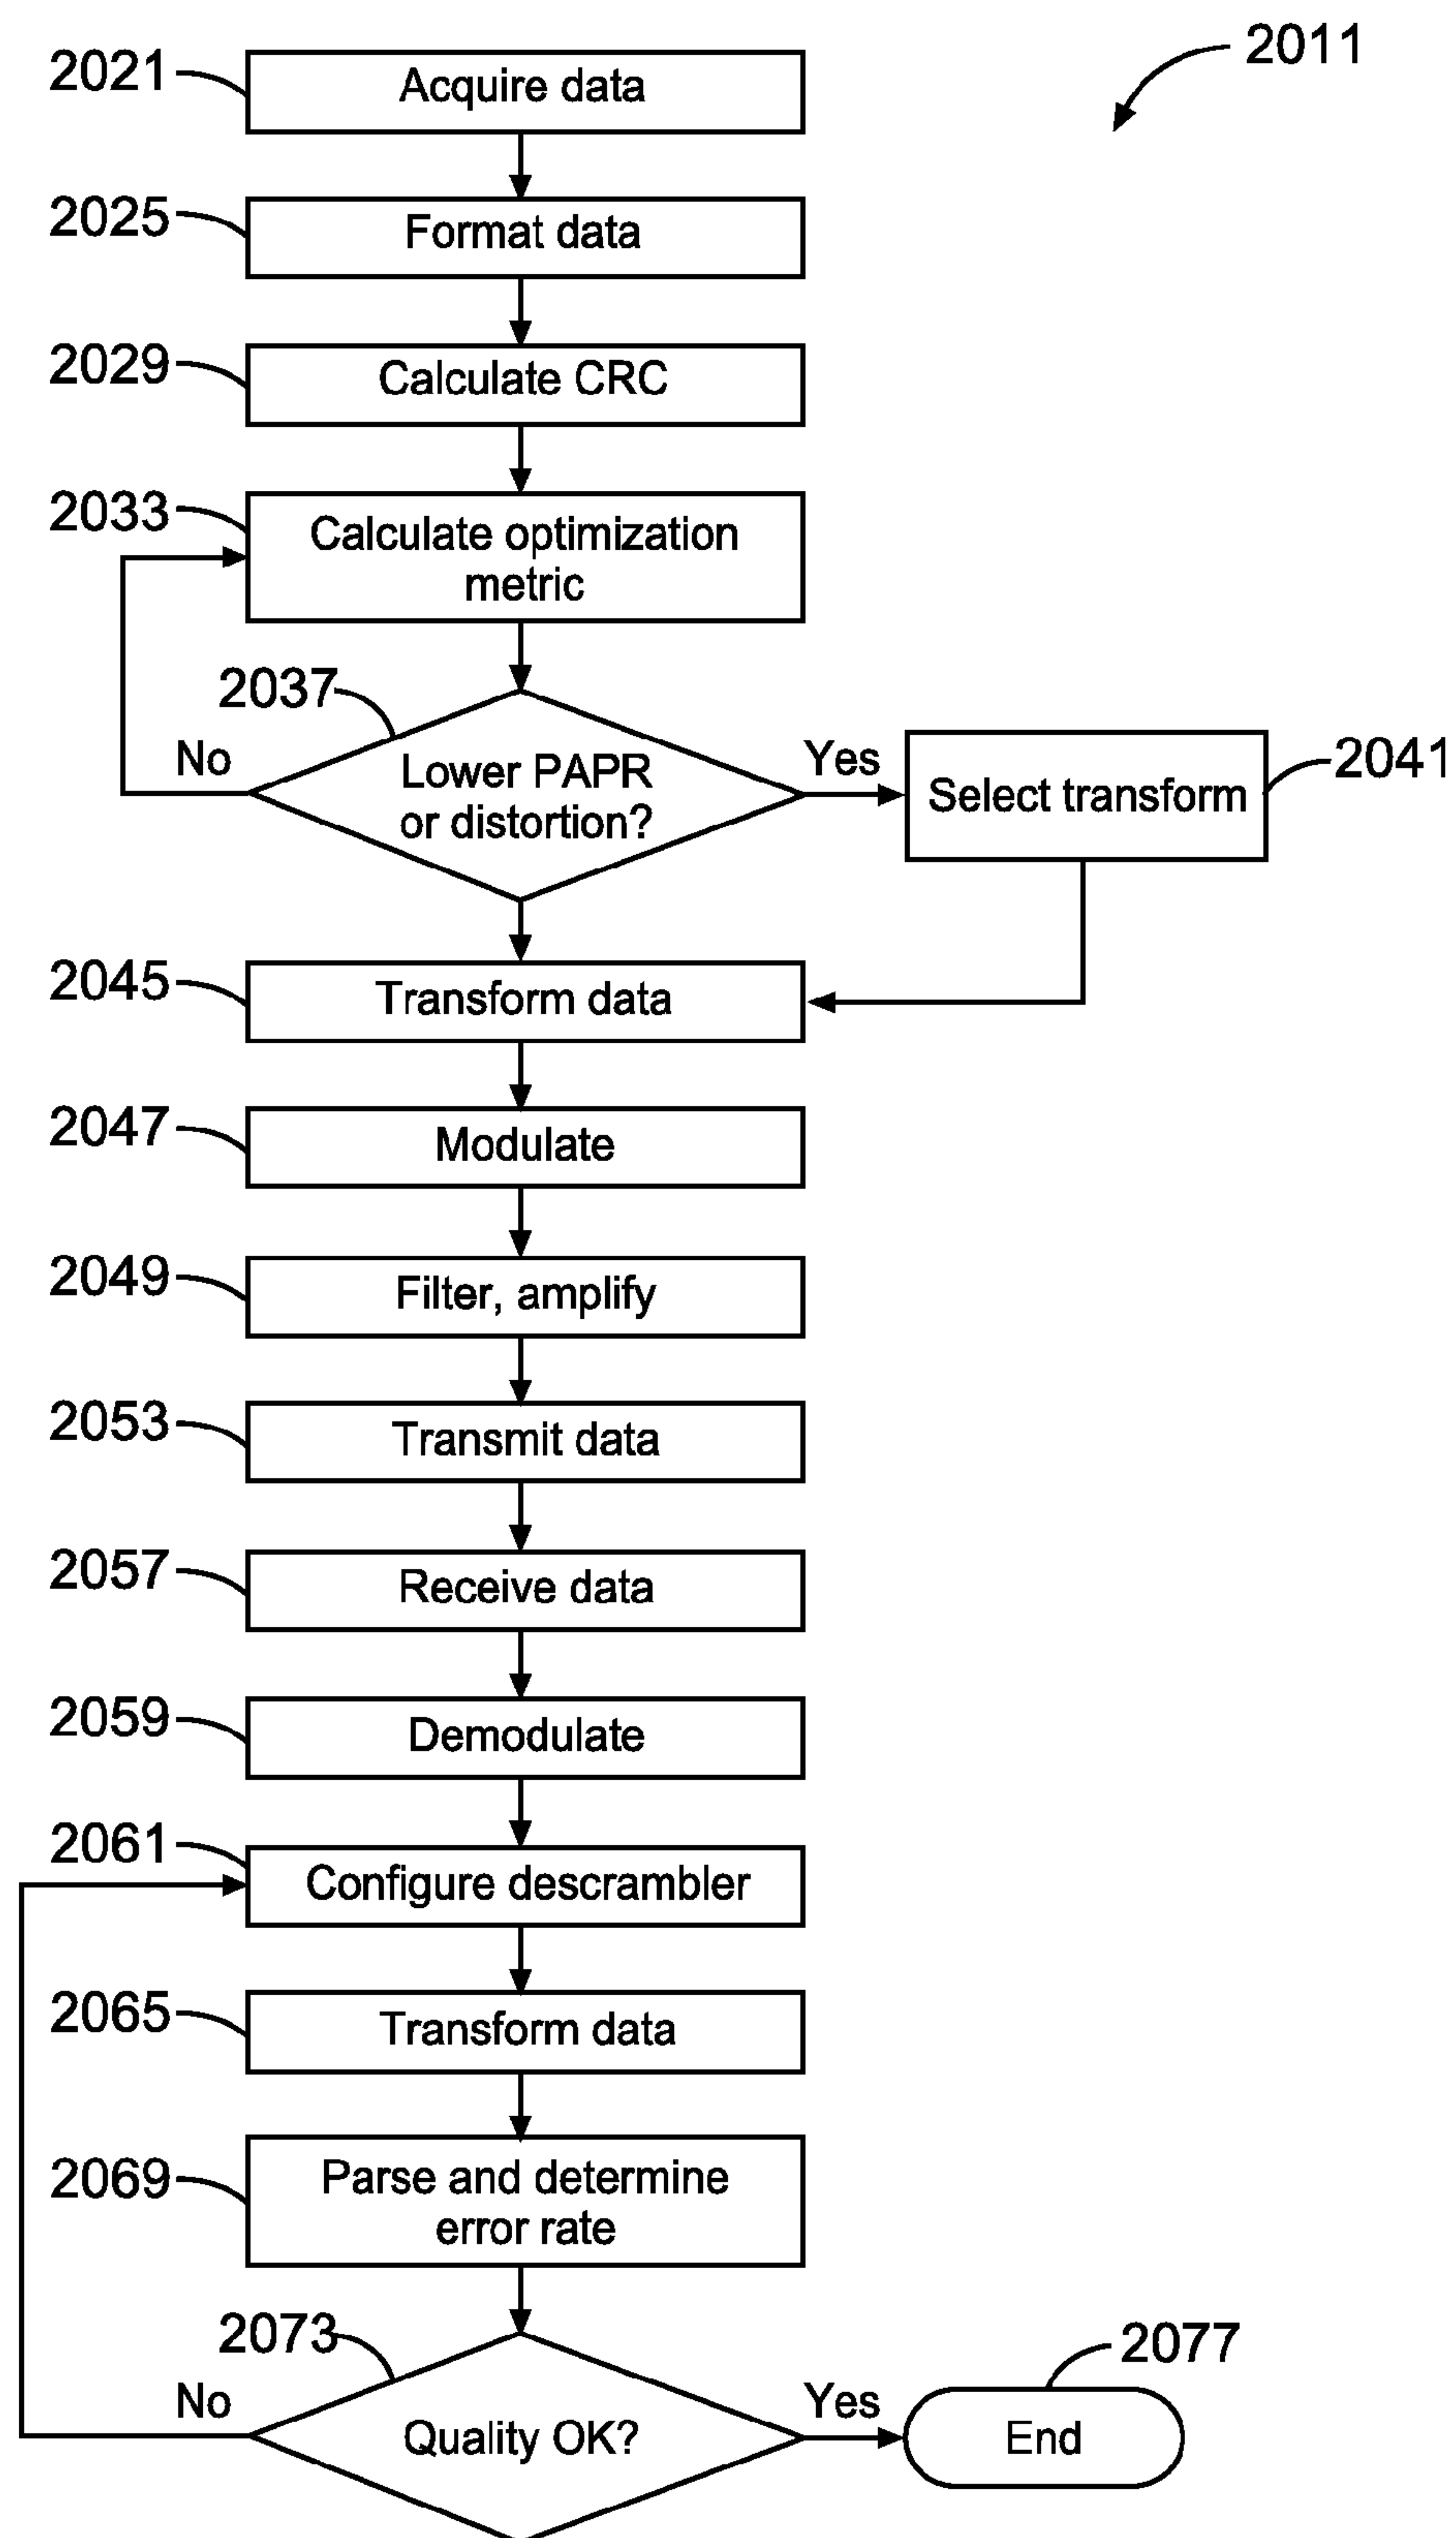 2011
2021
Acquire data
2025
Format data
2029
Calculate CRC
2033
Calculate optimization
metric
2037
No
Lower PAPR
or distortion?
Yes
Select transform
2041
2045
Transform data
2047
Modulate
2049
Filter, amplify
2053
Transmit data
2057
Receive data
2059
Demodulate
2061
Configure descrambler
2065
Transform data
2069
Parse and determine
error rate
2073
No
Quality OK?
Yes
2077
End